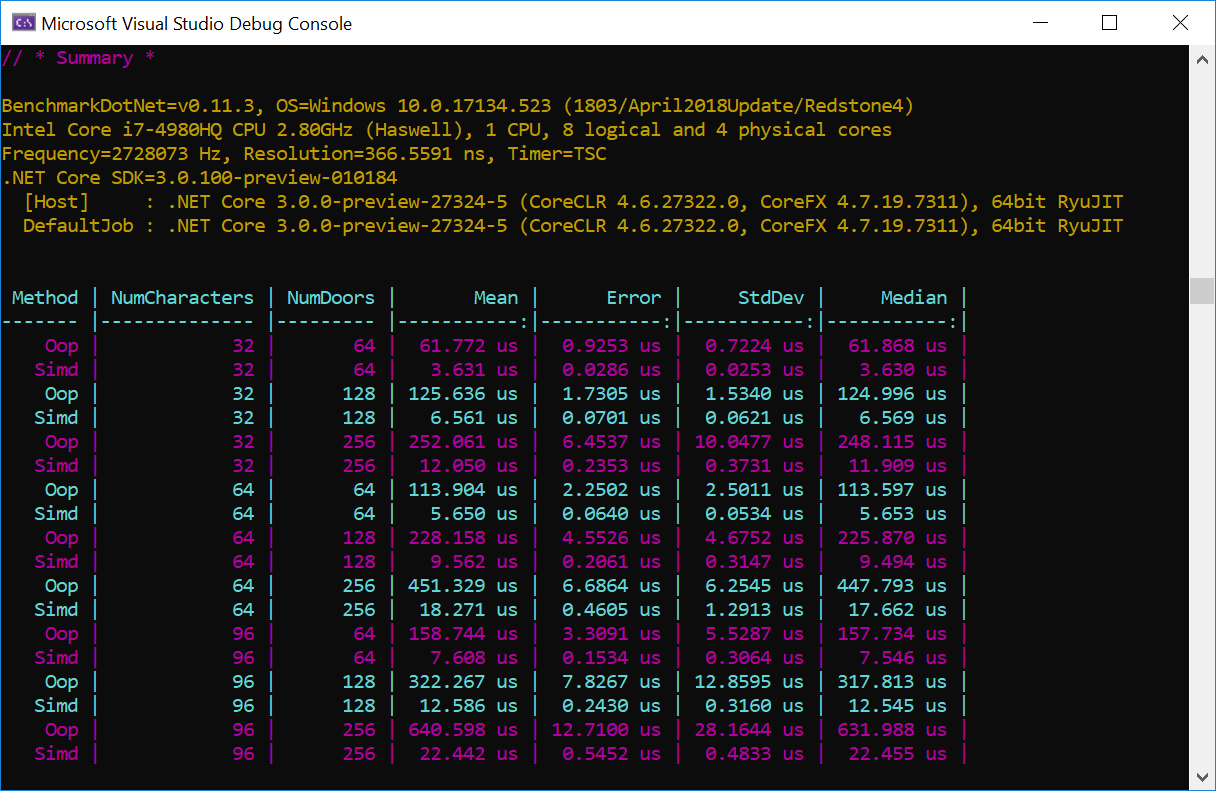 C:\ Microsoft Visual Studio Debug Console
// * Summary *
BenchmarkDotNet=v0.11.3, OS=Windows 10.0.17134.523 (1803/April2018Update/Redstone4)
Intel Core i7-4980HQ CPU 2.80GHz (Haswell), 1 CPU, 8 logical and 4 physical cores
Frequency=2728073 Hz, Resolution=366.5591 ns, Timer=TSC
.NET Core SDK=3.0.100-preview-010184
  [Host]     : .NET Core 3.0.0-preview-27324-5 (CoreCLR 4.6.27322.0, CoreFX 4.7.19.7311), 64bit RyuJIT
  DefaultJob : .NET Core 3.0.0-preview-27324-5 (CoreCLR 4.6.27322.0, CoreFX 4.7.19.7311), 64bit RyuJIT
 Method | NumCharacters | NumDoors |       Mean |      Error |     StdDev |     Median |
------- |-------------- |--------- |-----------:|-----------:|-----------:|-----------:|
    Oop |            32 |       64 |  61.772 us |  0.9253 us |  0.7224 us |  61.868 us |
   Simd |            32 |       64 |   3.631 us |  0.0286 us |  0.0253 us |   3.630 us |
    Oop |            32 |      128 | 125.636 us |  1.7305 us |  1.5340 us | 124.996 us |
   Simd |            32 |      128 |   6.561 us |  0.0701 us |  0.0621 us |   6.569 us |
    Oop |            32 |      256 | 252.061 us |  6.4537 us | 10.0477 us | 248.115 us |
   Simd |            32 |      256 |  12.050 us |  0.2353 us |  0.3731 us |  11.909 us |
    Oop |            64 |       64 | 113.904 us |  2.2502 us |  2.5011 us | 113.597 us |
   Simd |            64 |       64 |   5.650 us |  0.0640 us |  0.0534 us |   5.653 us |
    Oop |            64 |      128 | 228.158 us |  4.5526 us |  4.6752 us | 225.870 us |
   Simd |            64 |      128 |   9.562 us |  0.2061 us |  0.3147 us |   9.494 us |
    Oop |            64 |      256 | 451.329 us |  6.6864 us |  6.2545 us | 447.793 us |
   Simd |            64 |      256 |  18.271 us |  0.4605 us |  1.2913 us |  17.662 us |
    Oop |            96 |       64 | 158.744 us |  3.3091 us |  5.5287 us | 157.734 us |
   Simd |            96 |       64 |   7.608 us |  0.1534 us |  0.3064 us |   7.546 us |
    Oop |            96 |      128 | 322.267 us |  7.8267 us | 12.8595 us | 317.813 us |
   Simd |            96 |      128 |  12.586 us |  0.2430 us |  0.3160 us |  12.545 us |
    Oop |            96 |      256 | 640.598 us | 12.7100 us | 28.1644 us | 631.988 us |
   Simd |            96 |      256 |  22.442 us |  0.5452 us |  0.4833 us |  22.455 us |